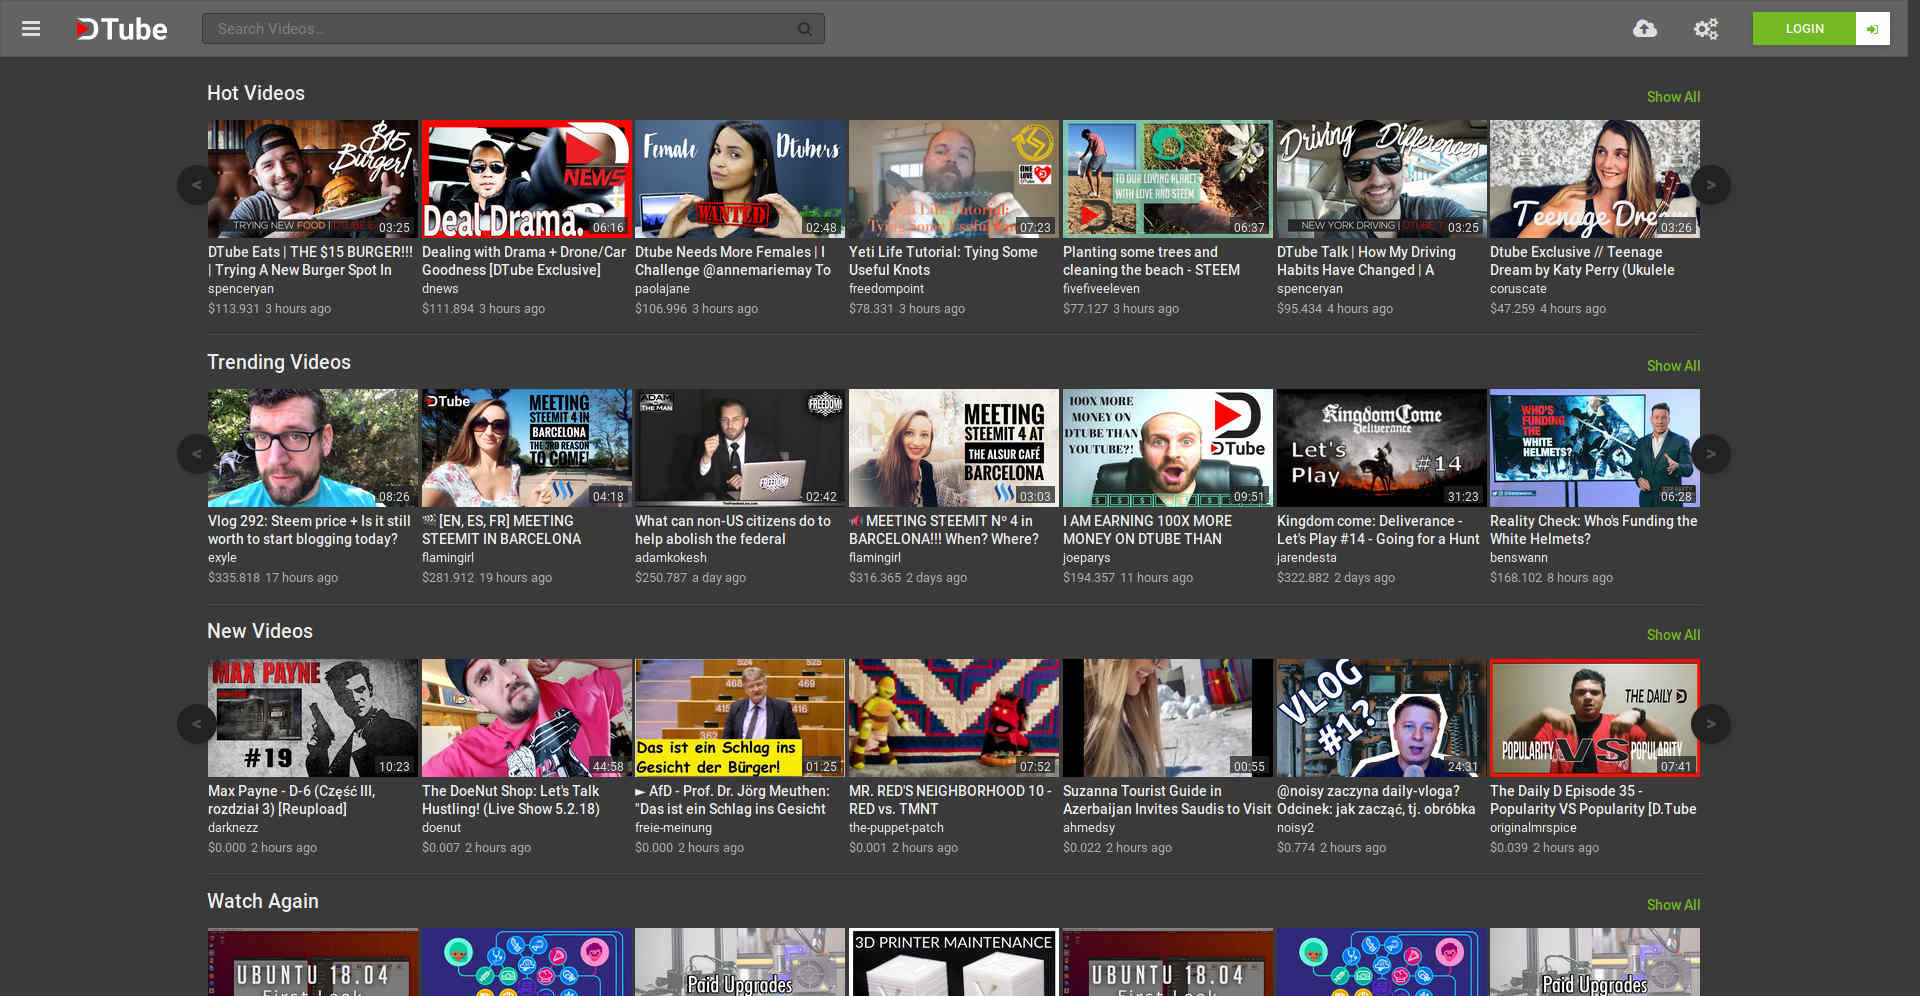 DTube
Search Videos...
LOGIN
Hot Videos
Show All
<
$15
Burger!
TRYING NEW FOOD | DTUBE
03:25
NEWS
Deal Drama.
06:16
Female Dtubers
WANTED
02:48
ONE LOVE
Yeti Life Tutorial:
Tying Some Useful
07:23
TO OUR LOVING PLANET
WITH LOVE AND STEEM
06:37
Driving Differences
NEW YORK DRIVING | DTUBE T
03:25
Teenage Dre
03:26
>
DTube Eats | THE $15 BURGER!!!
| Trying A New Burger Spot In
spenceryan
$113.931 3 hours ago
Dealing with Drama + Drone/Car
Goodness [DTube Exclusive]
dnews
$111.894 3 hours ago
Dtube Needs More Females | I
Challenge @annemariemay To
paolajane
$106.996 3 hours ago
Yeti Life Tutorial: Tying Some
Useful Knots
freedompoint
$78.331 3 hours ago
Planting some trees and
cleaning the beach - STEEM
fivefiveeleven
$77.127 3 hours ago
DTube Talk | How My Driving
Habits Have Changed | A
spenceryan
$95.434 4 hours ago
Dtube Exclusive // Teenage
Dream by Katy Perry (Ukulele
coruscate
$47.259 4 hours ago
Trending Videos
Show All
<
08:26
DTube
MEETING
STEEMIT 4 IN
BARCELONA
THE 3RD REASON
TO COME!
04:18
ADAM
THE MAN
FREEDOM!
FREEDOM!
02:42
MEETING
STEEMIT 4 AT
THE ALSUR CAFÉ
BARCELONA
03:03
100X MORE
MONEY ON
DTUBE THAN
YOUTUBE?!
DTube
09:51
Kingdom Come
Deliverance
Let's
Play
#14
31:23
WHO'S
FUNDING
THE
WHITE
HELMETS?
06:28
>
Vlog 292: Steem price + Is it still
worth to start blogging today?
exyle
$335.818 17 hours ago
🎬 [EN, ES, FR] MEETING
STEEMIT IN BARCELONA
flamingirl
$281.912 19 hours ago
What can non-US citizens do to
help abolish the federal
adamkokesh
$250.787 a day ago
📢 MEETING STEEMIT Nº 4 in
BARCELONA!!! When? Where?
flamingirl
$316.365 2 days ago
I AM EARNING 100X MORE
MONEY ON DTUBE THAN
joeparys
$194.357 11 hours ago
Kingdom come: Deliverance -
Let's Play #14 - Going for a Hunt
jarendesta
$322.882 2 days ago
Reality Check: Who's Funding the
White Helmets?
benswann
$168.102 8 hours ago
New Videos
Show All
<
MAX PAYNE
#19
10:23
44:58
524 525
468 469
415 416
362
Das ist ein Schlag ins
Gesicht der Bürger!
01:25
07:52
00:55
VLOG
#1?
24:31
THE DAILY D
POPULARITY VS POPULARITY
07:41
>
Max Payne - D-6 (Część III,
rozdział 3) [Reupload]
darknezz
$0.000 2 hours ago
The DoeNut Shop: Let's Talk
Hustling! (Live Show 5.2.18)
doenut
$0.007 2 hours ago
► AfD - Prof. Dr. Jörg Meuthen:
"Das ist ein Schlag ins Gesicht
freie-meinung
$0.000 2 hours ago
MR. RED'S NEIGHBORHOOD 10 -
RED vs. TMNT
the-puppet-patch
$0.001 2 hours ago
Suzanna Tourist Guide in
Azerbaijan Invites Saudis to Visit
ahmedsy
$0.022 2 hours ago
@noisy zaczyna daily-vloga?
Odcinek: jak zacząć, tj. obróbka
noisy2
$0.774 2 hours ago
The Daily D Episode 35 -
Popularity VS Popularity [D.Tube
originalmrspice
$0.039 2 hours ago
Watch Again
Show All
UBUNTU 18.04
First Look
Paid Upgrades
3D PRINTER MAINTENANCE
UBUNTU 18.04
First Look
Paid Upgrades